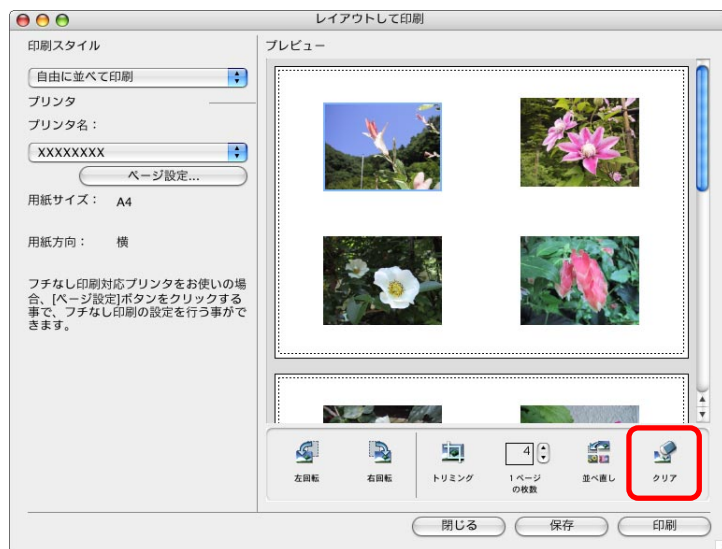 レイアウトして印刷
印刷スタイル
自由に並べて印刷
プリンタ
プリンタ名：
XXXXXXXX
ページ設定...
用紙サイズ： A4
用紙方向： 横
フチなし印刷対応プリンタをお使いの場
合、[ページ設定]ボタンをクリックする
事で、フチなし印刷の設定を行う事がで
きます。
プレビュー
左回転
右回転
トリミング
4
1ページ
の枚数
並べ直し
クリア
閉じる
保存
印刷